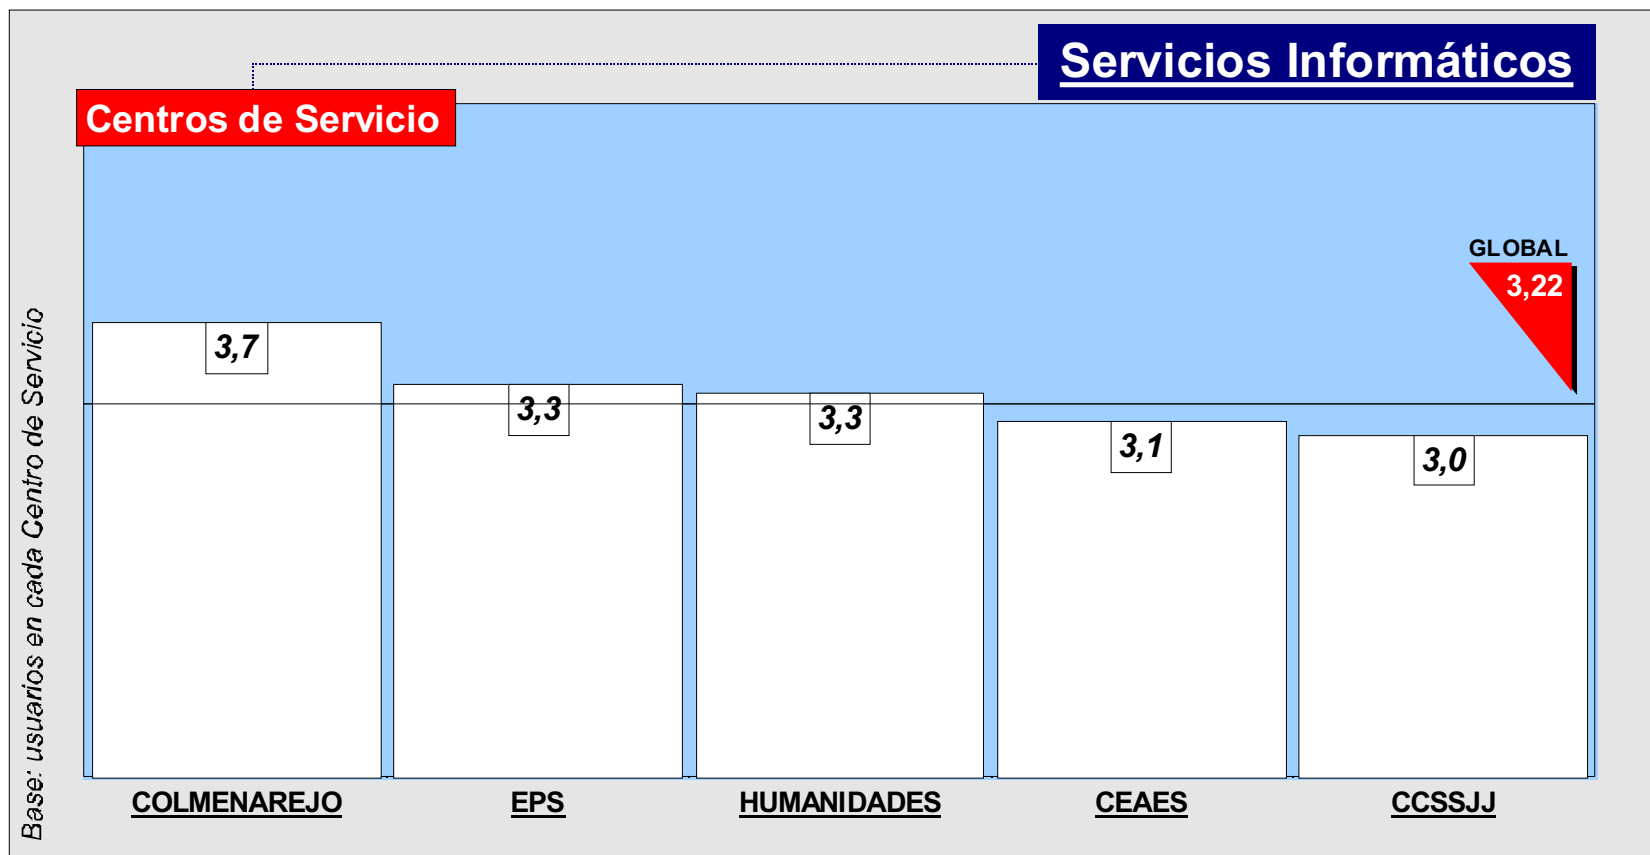 Servicios Informáticos
Centros de Servicio
GLOBAL
3,22
3,7
3,3
3,3
3,1
3,0
Base: usuarios en cada Centro de Servicio
COLMENAREJO
EPS
HUMANIDADES
CEAES
CCSSJJ